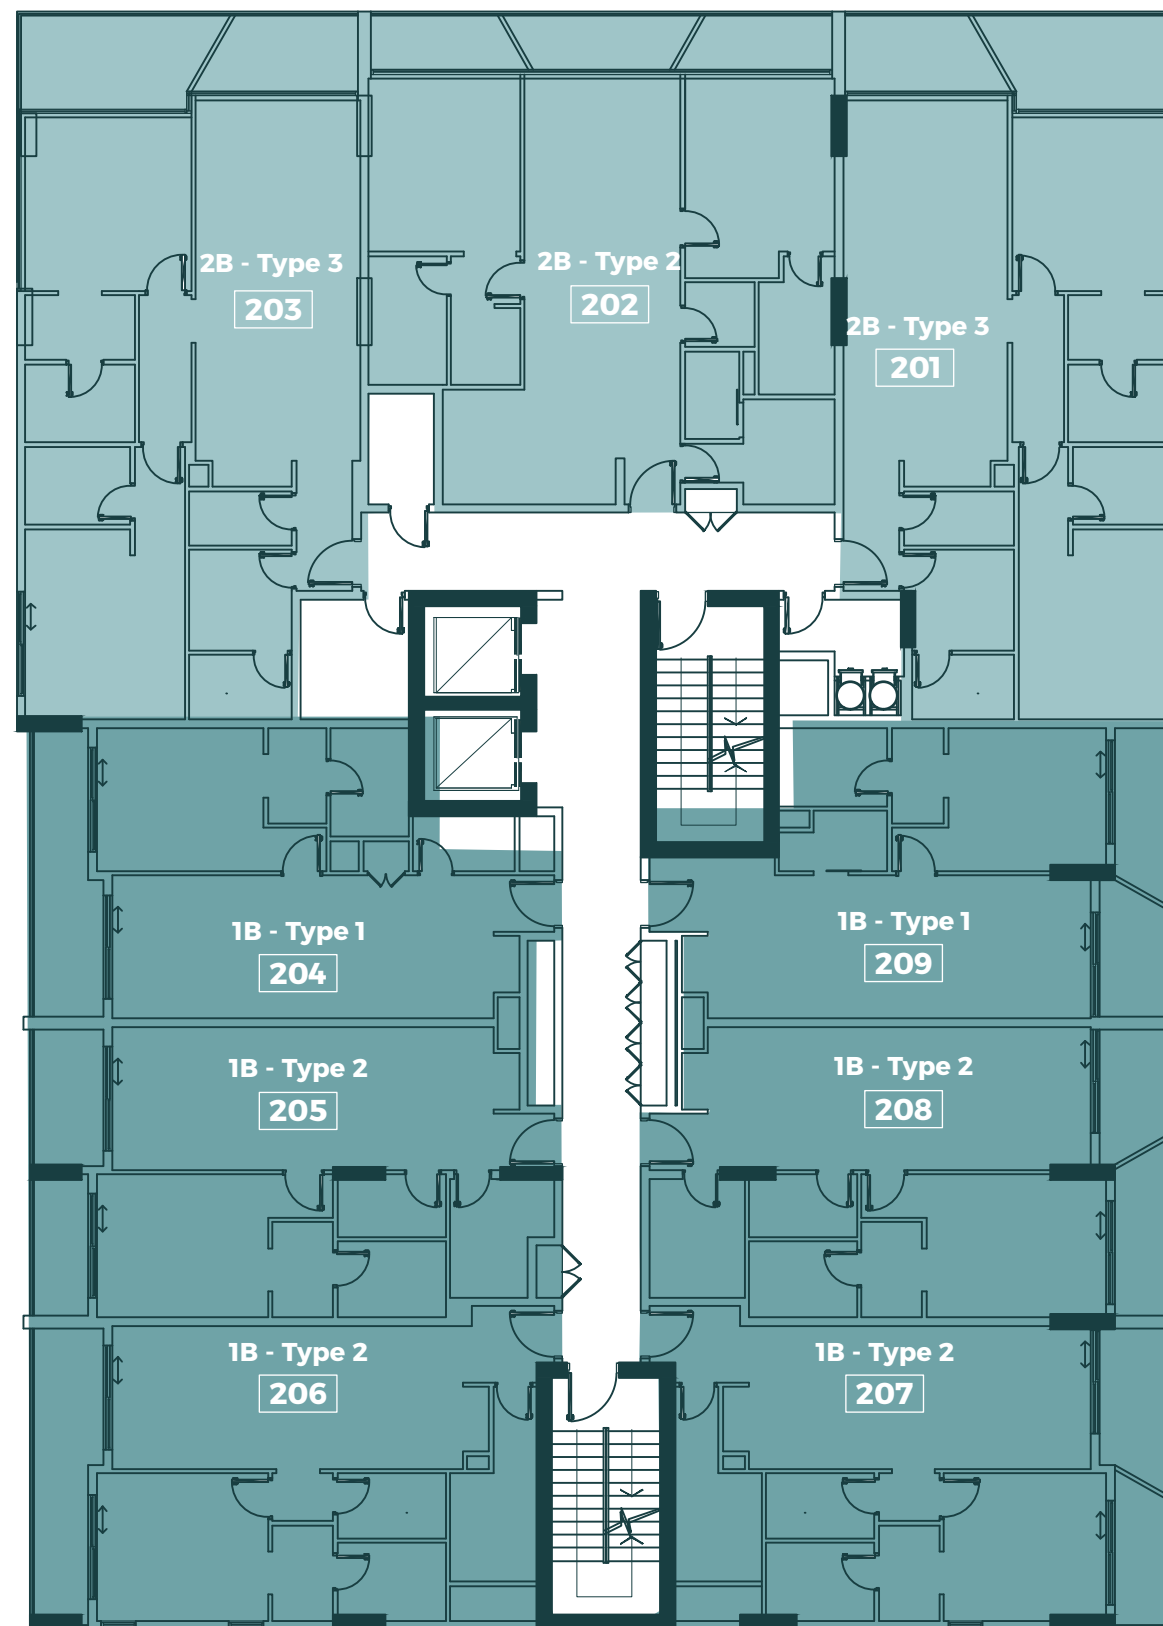 2B - Type 3
203
2B - Type 2
202
2B - Type 3
201
1B - Type 1
204
1B - Type 1
209
1B - Type 2
205
1B - Type 2
208
1B - Type 2
206
1B - Type 2
207